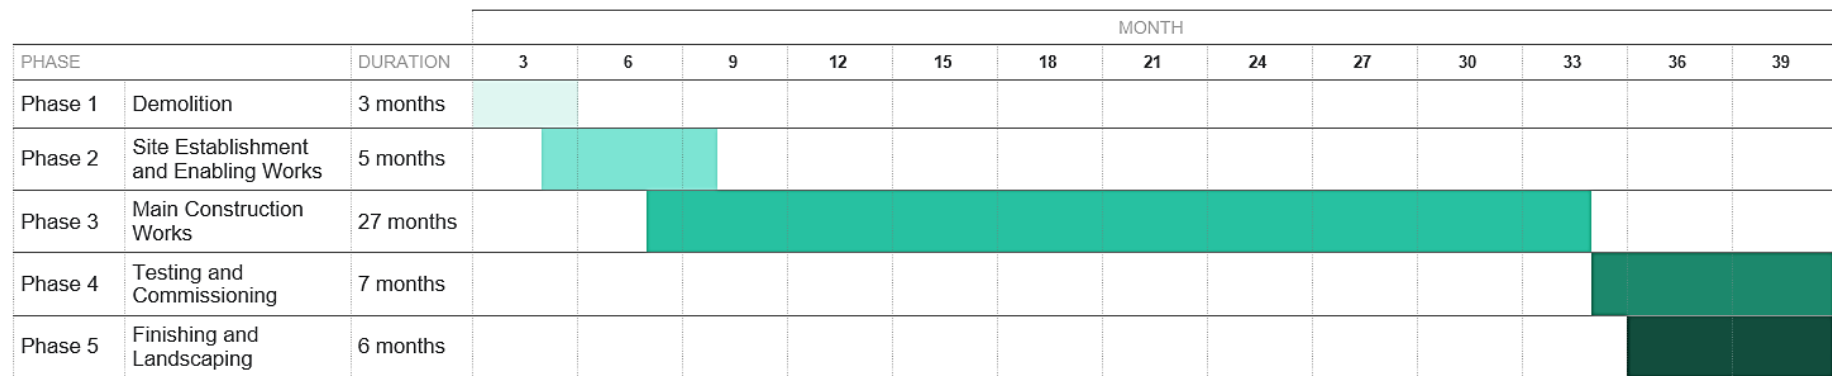 MONTH
PHASE DURATION 3 6 9 12 15 18 21 24 27 30 33 36 39
Phase 1 Demolition 3 months
Phase 2 Site Establishment and Enabling Works 5 months
Phase 3 Main Construction Works 27 months
Phase 4 Testing and Commissioning 7 months
Phase 5 Finishing and Landscaping 6 months